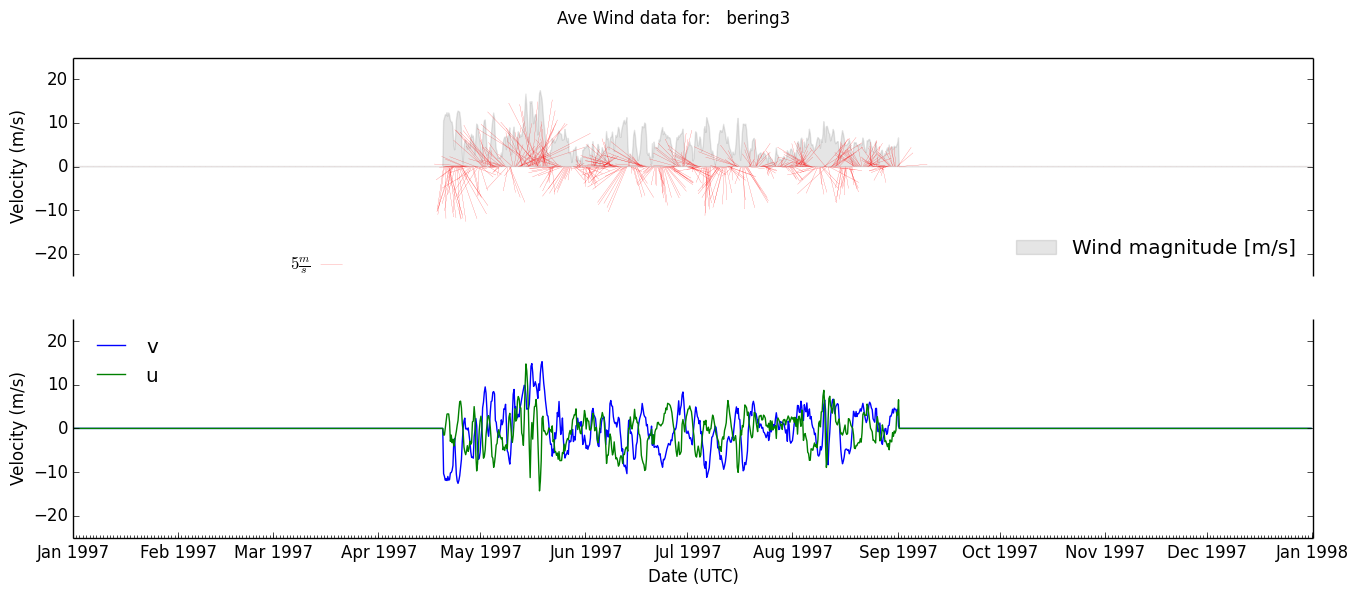 Ave Wind data for:   bering3
Velocity (m/s)
20
10
0
−10
−20
5 m/s
Wind magnitude [m/s]
Velocity (m/s)
20
10
0
−10
−20
v
u
Jan 1997 Feb 1997 Mar 1997 Apr 1997 May 1997 Jun 1997 Jul 1997 Aug 1997 Sep 1997 Oct 1997 Nov 1997 Dec 1997 Jan 1998
Date (UTC)